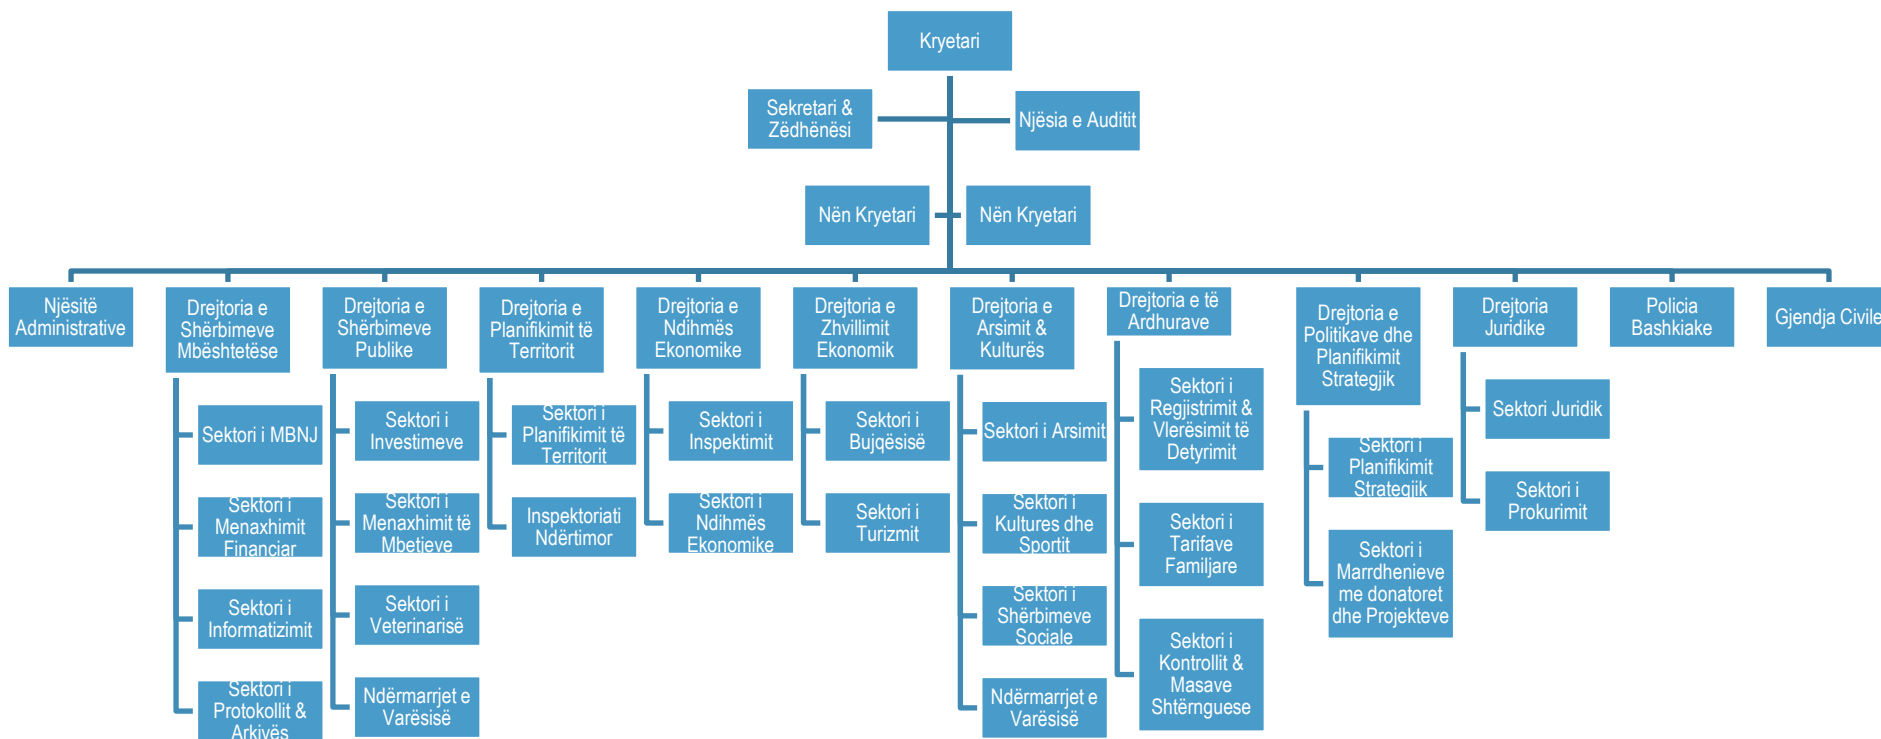 Kryetari
Sekretari &
Zëdhënësi
Njësia e Auditit
Nën Kryetari
Nën Kryetari
Njësitë
Administrative
Drejtoria e
Shërbimeve
Mbështetëse
Sektori i MBNJ
Sektori i
Menaxhimit
Financiar
Sektori i
Informatizimit
Sektori i
Protokollit &
Arkivës
Drejtoria e
Shërbimeve
Publike
Sektori i
Investimeve
Sektori i
Menaxhimit të
Mbetjeve
Sektori i
Veterinarisë
Ndërmarrjet e
Varësisë
Drejtoria e
Planifikimit të
Territorit
Sektori i
Planifikimit të
Territorit
Inspektoriati
Ndërtimor
Drejtoria e
Ndihmës
Ekonomike
Sektori i
Inspektimit
Sektori i
Ndihmës
Ekonomike
Drejtoria e
Zhvillimit
Ekonomik
Sektori i
Bujqësisë
Sektori i
Turizmit
Drejtoria e
Arsimit &
Kulturës
Sektori i Arsimit
Sektori i
Kultures dhe
Sportit
Sektori i
Shërbimeve
Sociale
Ndërmarrjet e
Varësisë
Drejtoria e të
Ardhurave
Sektori i
Regjistrimit &
Vlerësimit të
Detyrimit
Sektori i
Tarifave
Familjare
Sektori i
Kontrollit &
Masave
Shtërnguese
Drejtoria e
Politikave dhe
Planifikimit
Strategjik
Sektori i
Planifikimit
Strategjik
Sektori i
Marrdhenieve
me donatoret
dhe Projekteve
Drejtoria
Juridike
Sektori Juridik
Sektori i
Prokurimit
Policia
Bashkiake
Gjendja Civile